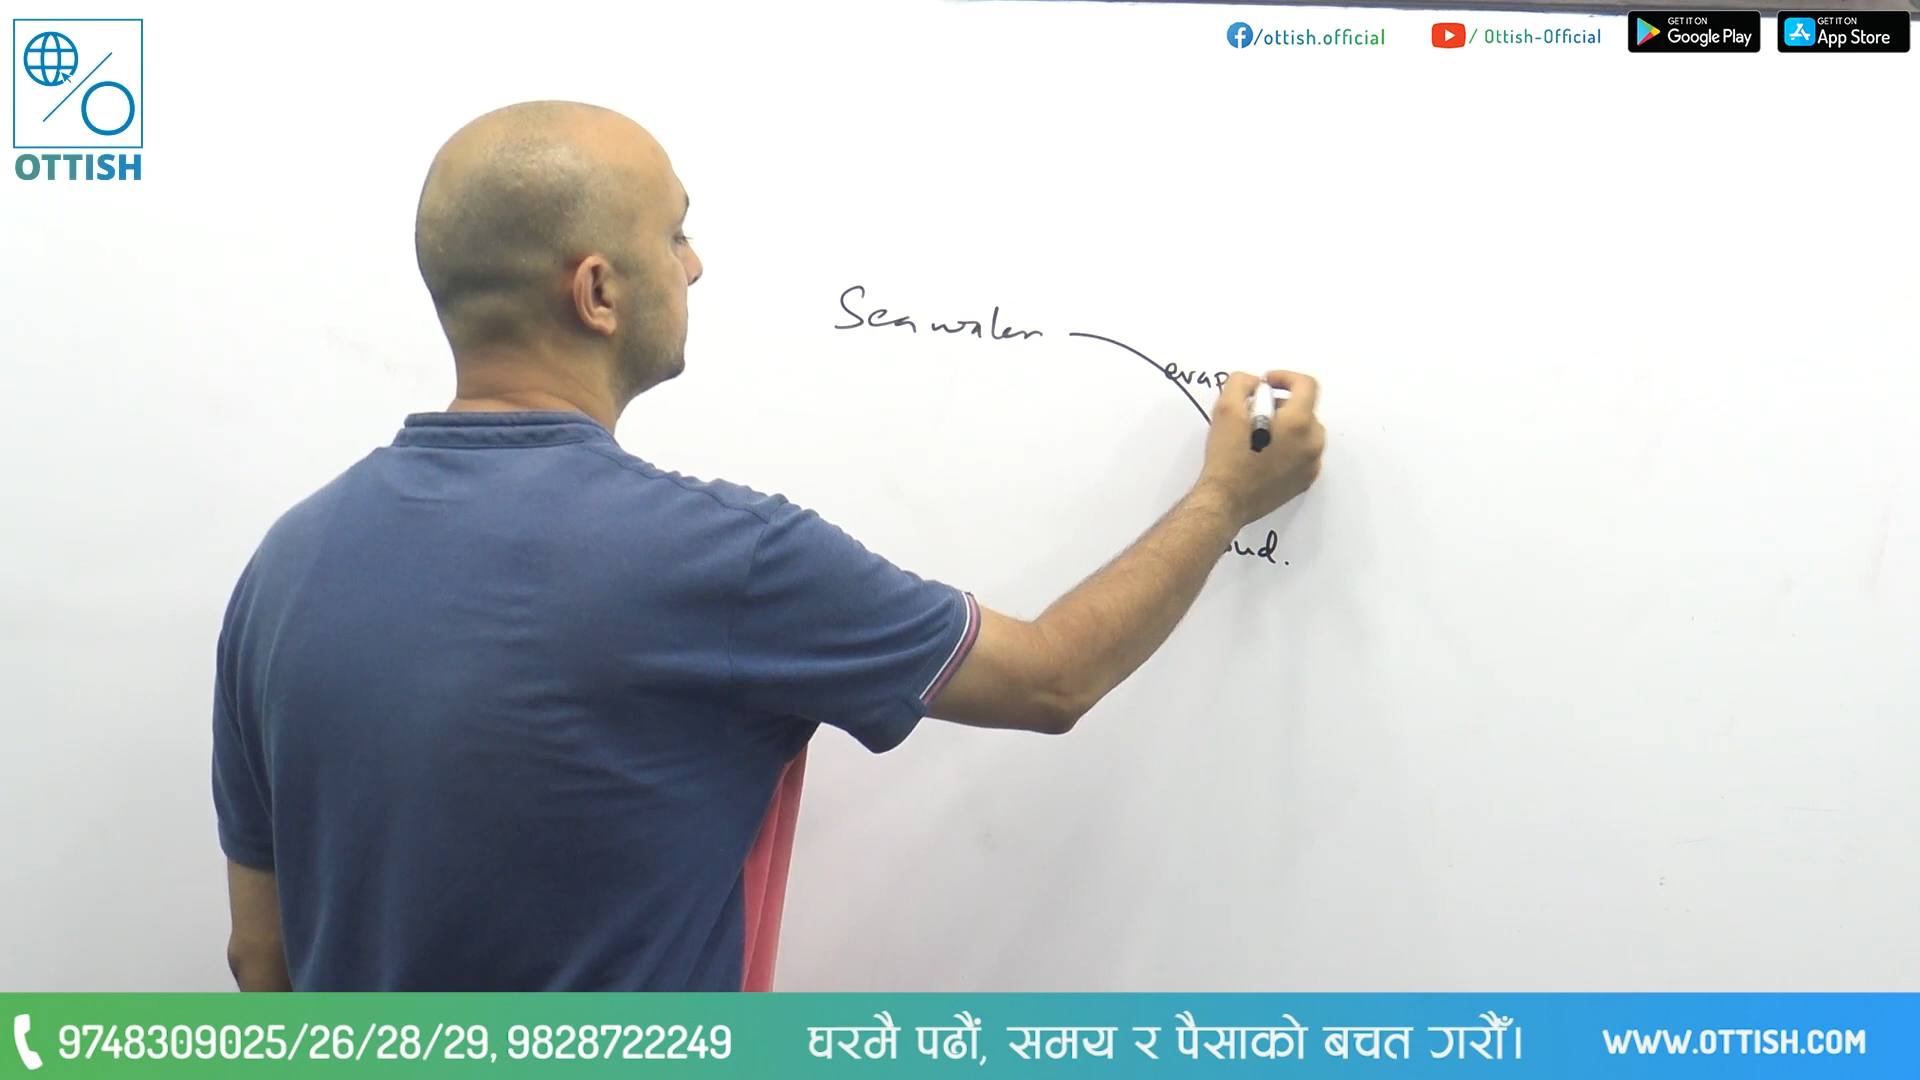 /ottish.official
/ Ottish-Official
GET IT ON
Google Play
GET IT ON
App Store
OTTISH
Sea water
evap
oud.
9748309025/26/28/29, 9828722249
घरमै पढौं, समय र पैसाको बचत गरौँ।
WWW.OTTISH.COM